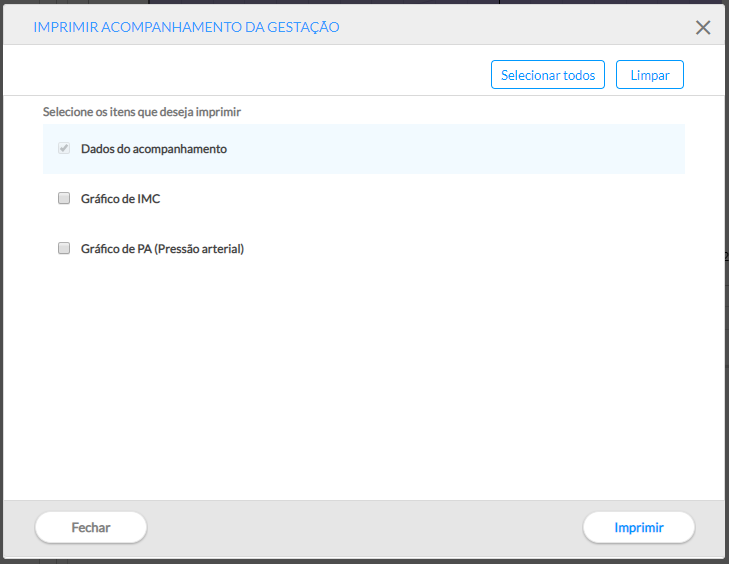 IMPRIMIR ACOMPANHAMENTO DA GESTAÇÃO
Selecionar todos
Limpar
Selecione os itens que deseja imprimir
Dados do acompanhamento
Gráfico de IMC
Gráfico de PA (Pressão arterial)
Fechar
Imprimir